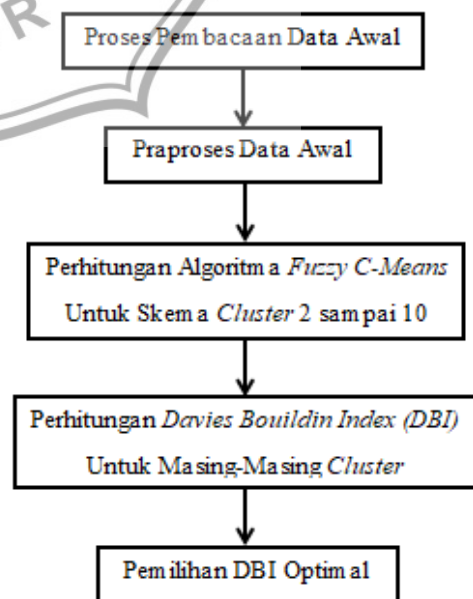 R
Proses Pembacaan Data Awal
Praproses Data Awal
Perhitungan Algoritma Fuzzy C-Means
Untuk Skema Cluster 2 sampai 10
Perhitungan Davies Bouildin Index (DBI)
Untuk Masing-Masing Cluster
Pemilihan DBI Optimal